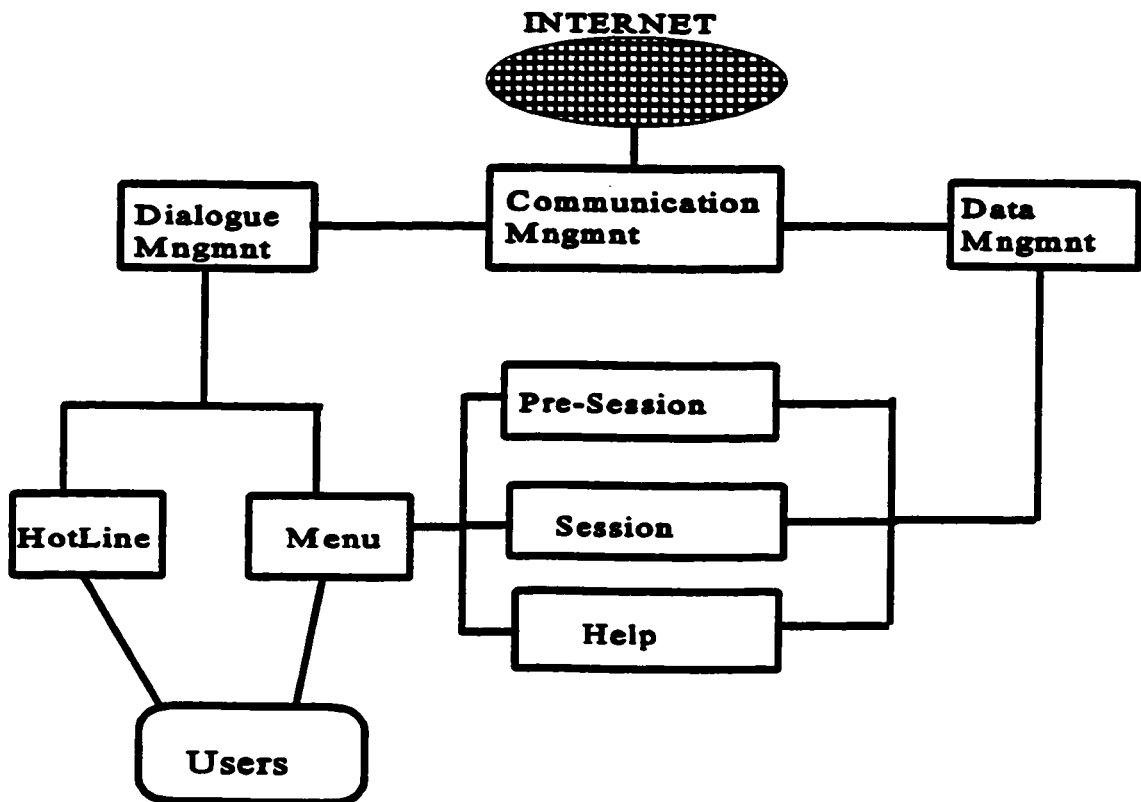 INTERNET
Dialogue
Mngmnt
Communication
Mngmnt
Data
Mngmnt
Pre-Session
HotLine
Menu
Session
Help
Users